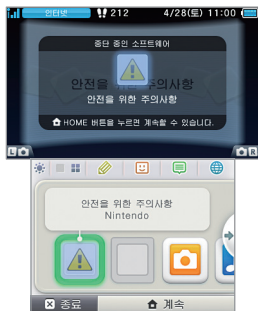 인터넷 212 4/28(토) 11:00
중단 중인 소프트웨어
안전을 위한 주의사항
안전을 위한 주의사항
HOME 버튼을 누르면 계속할 수 있습니다.
L R
안전을 위한 주의사항
Nintendo
X 종료 계속